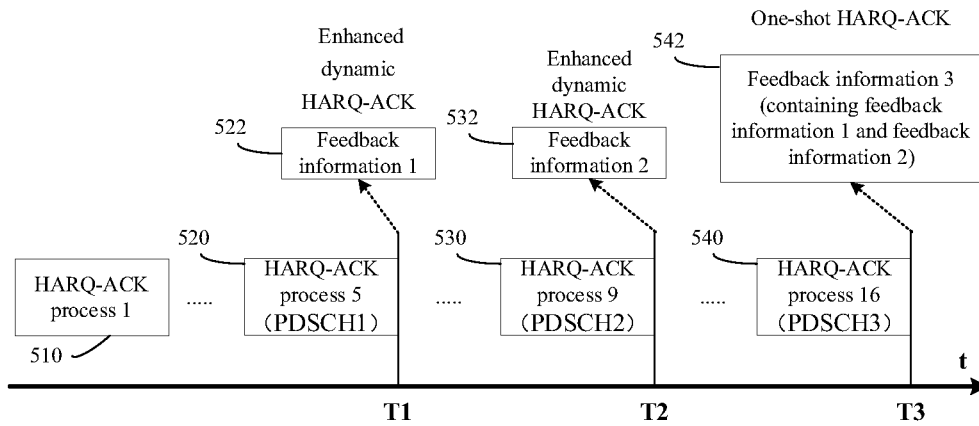 One-shot HARQ-ACK
542
Enhanced
dynamic
HARQ-ACK
Enhanced
dynamic
HARQ-ACK
522
Feedback
information 1
532
Feedback
information 2
Feedback information 3
(containing feedback
information 1 and feedback
information 2)
520
530
540
HARQ-ACK
process 1
.....
HARQ-ACK
process 5
(PDSCH1)
.....
HARQ-ACK
process 9
(PDSCH2)
.....
HARQ-ACK
process 16
(PDSCH3)
510
t
T1
T2
T3